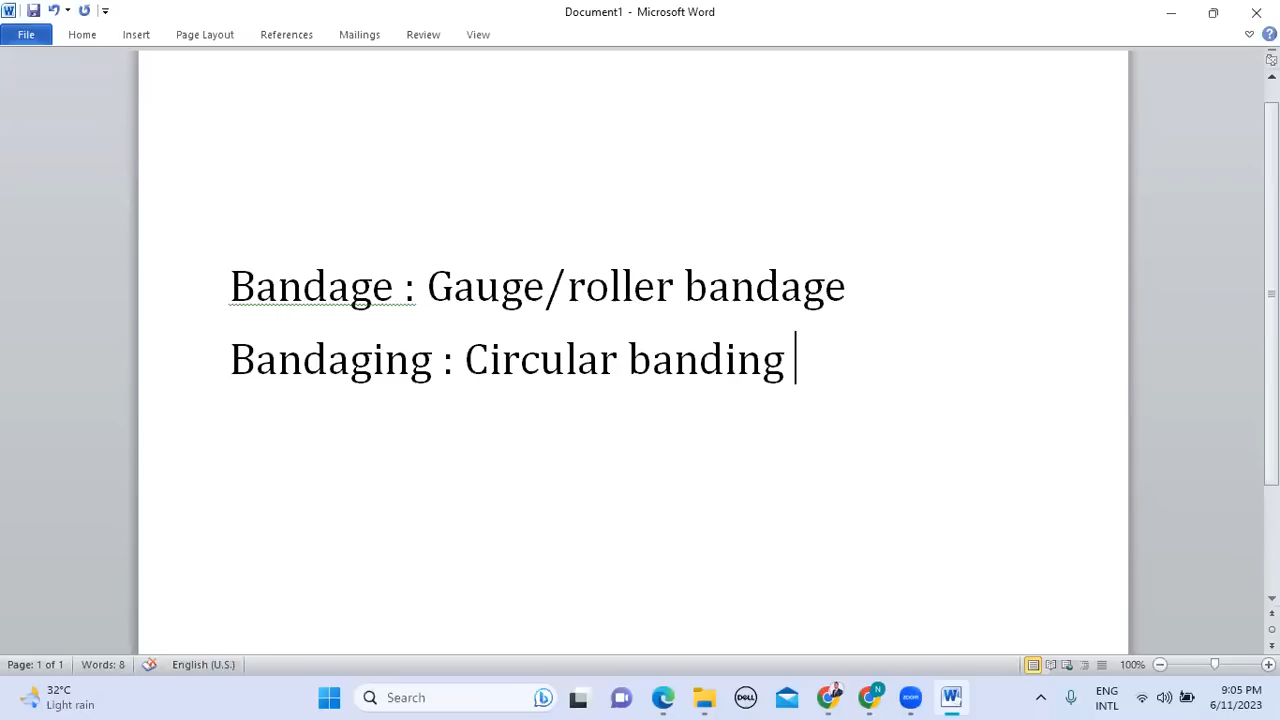 Document1 - Microsoft Word
File Home Insert Page Layout References Mailings Review View
Bandage : Gauge/roller bandage
Bandaging : Circular banding
Page: 1 of 1 Words: 8 English (U.S.) 100%
32°C
Light rain
Search
DELL
zoom
N
ENG
INTL
9:05 PM
6/11/2023